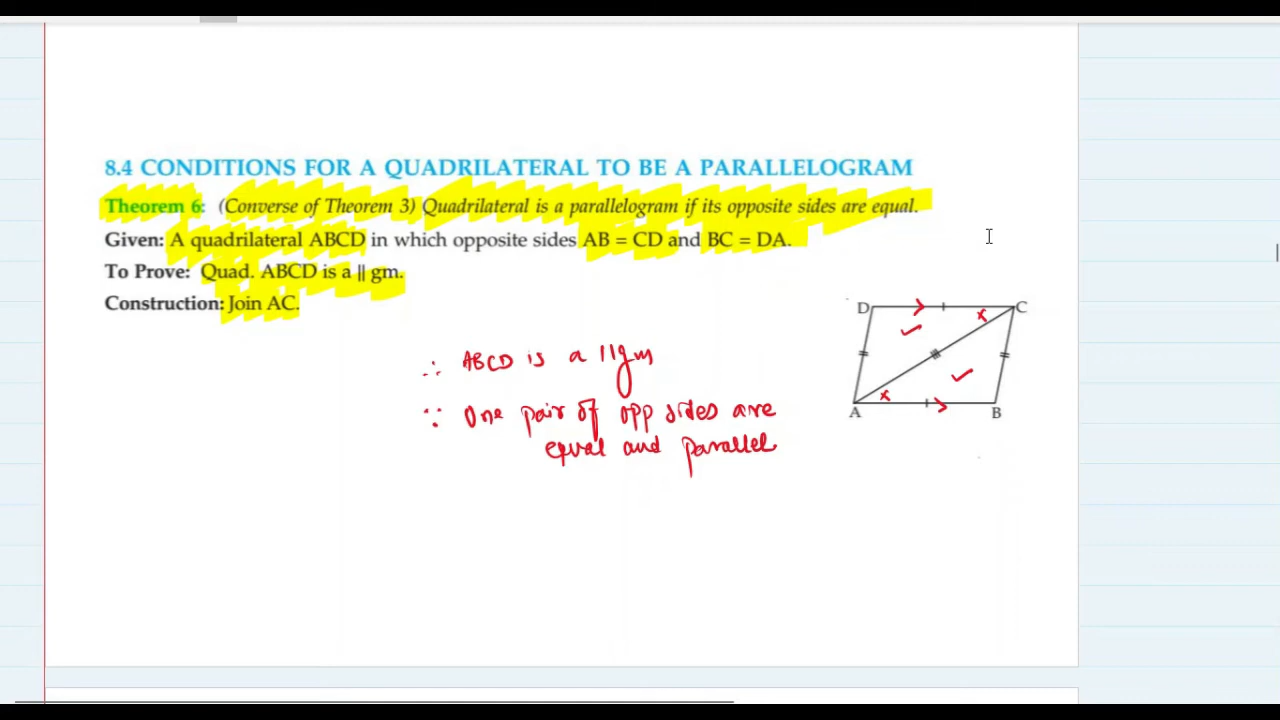 8.4 CONDITIONS FOR A QUADRILATERAL TO BE A PARALLELOGRAM
Theorem 6: (Converse of Theorem 3) Quadrilateral is a parallelogram if its opposite sides are equal.
Given: A quadrilateral ABCD in which opposite sides AB = CD and BC = DA.
To Prove: Quad. ABCD is a || gm.
Construction: Join AC.
D C
A B
∴ ABCD is a ||gm
∵ One pair of opp sides are
equal and parallel